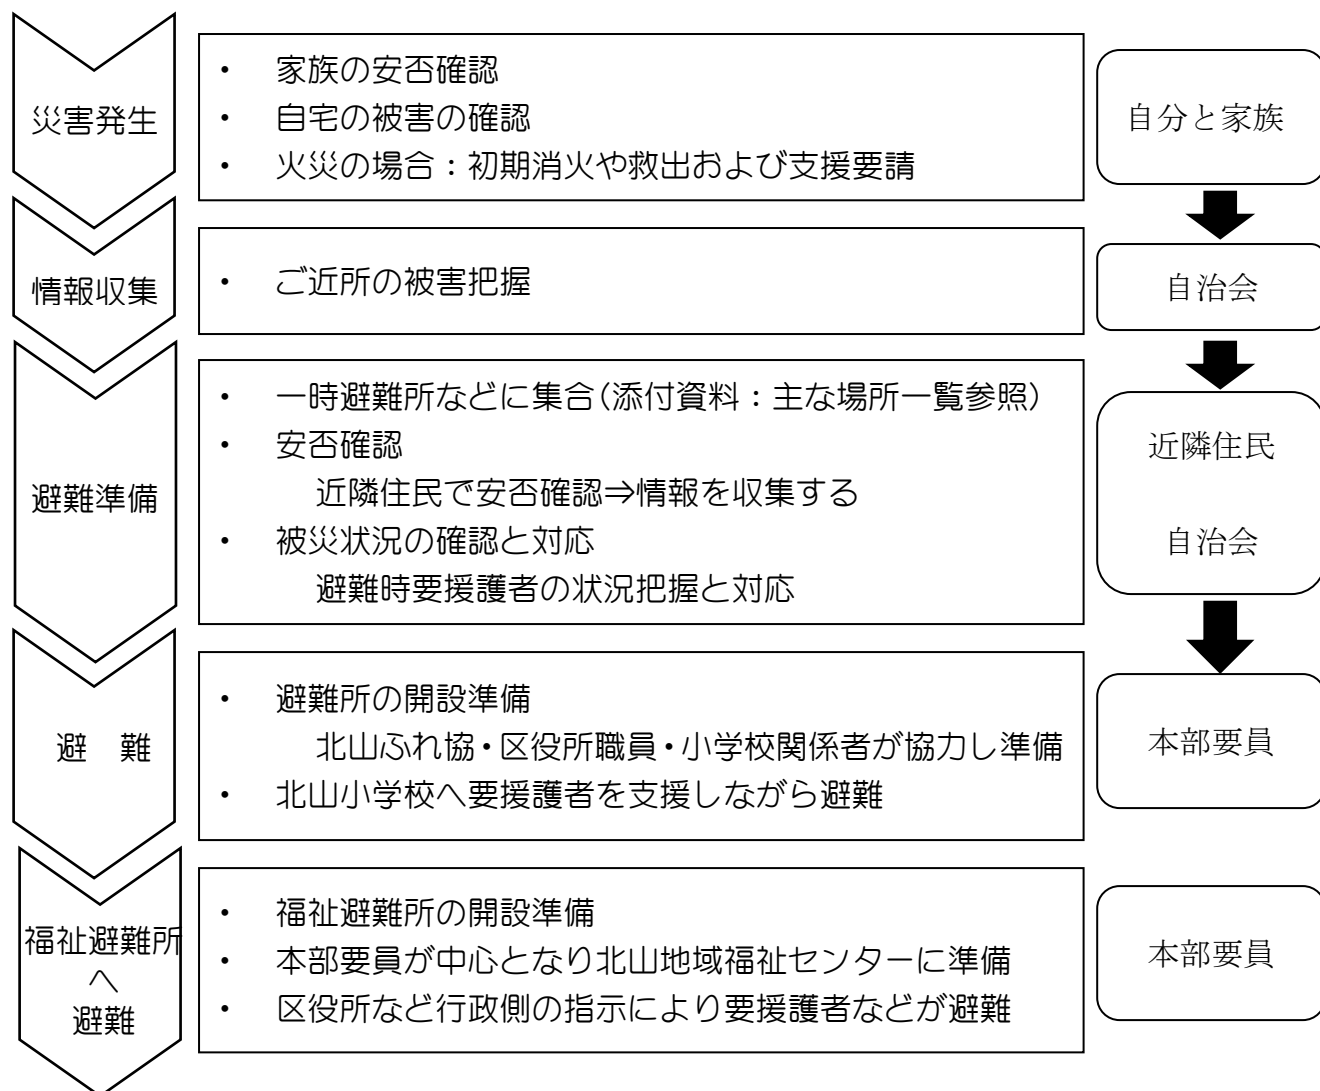 災害発生
・ 家族の安否確認
・ 自宅の被害の確認
・ 火災の場合：初期消火や救出および支援要請
自分と家族
情報収集
・ ご近所の被害把握
自治会
避難準備
・ 一時避難所などに集合（添付資料：主な場所一覧参照）
・ 安否確認
近隣住民で安否確認⇒情報を収集する
・ 被災状況の確認と対応
避難時要援護者の状況把握と対応
近隣住民
自治会
避　難
・ 避難所の開設準備
北山ふれ協・区役所職員・小学校関係者が協力し準備
・ 北山小学校へ要援護者を支援しながら避難
本部要員
福祉避難所
へ
避難
・ 福祉避難所の開設準備
・ 本部要員が中心となり北山地域福祉センターに準備
・ 区役所など行政側の指示により要援護者などが避難
本部要員